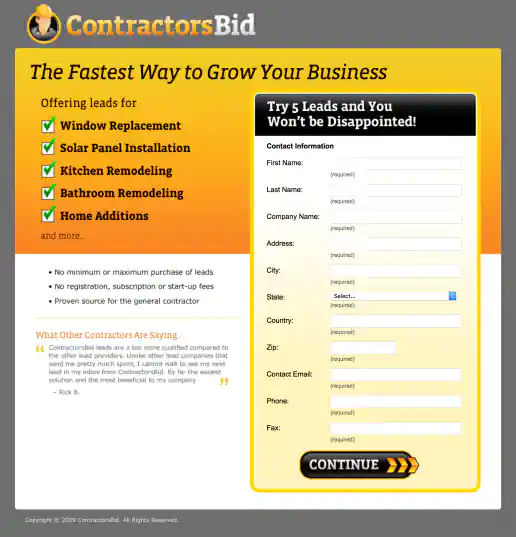 ContractorsBid
The Fastest Way to Grow Your Business
Offering leads for
Window Replacement
Solar Panel Installation
Kitchen Remodeling
Bathroom Remodeling
Home Additions
and more..
• No minimum or maximum purchase of leads
• No registration, subscription or start-up fees
• Proven source for the general contractor
What Other Contractors Are Saying...
“ ContractorsBid leads are a ton more qualified compared to
the other lead providers. Unlike other lead companies that
send me pretty much spam, I cannot wait to see my next
lead in my inbox from ContractorsBid. By far the easiest
solution and the most beneficial to my company ”
- Rick B.
Try 5 Leads and You
Won't be Disappointed!
Contact Information
First Name:
(required)
Last Name:
(required)
Company Name:
(required)
Address:
(required)
City:
(required)
State: Select...
(required)
Country:
(required)
Zip:
(required)
Contact Email:
(required)
Phone:
(required)
Fax:
(required)
CONTINUE
Copyright © 2009 ContractorsBid. All Rights Reserved.